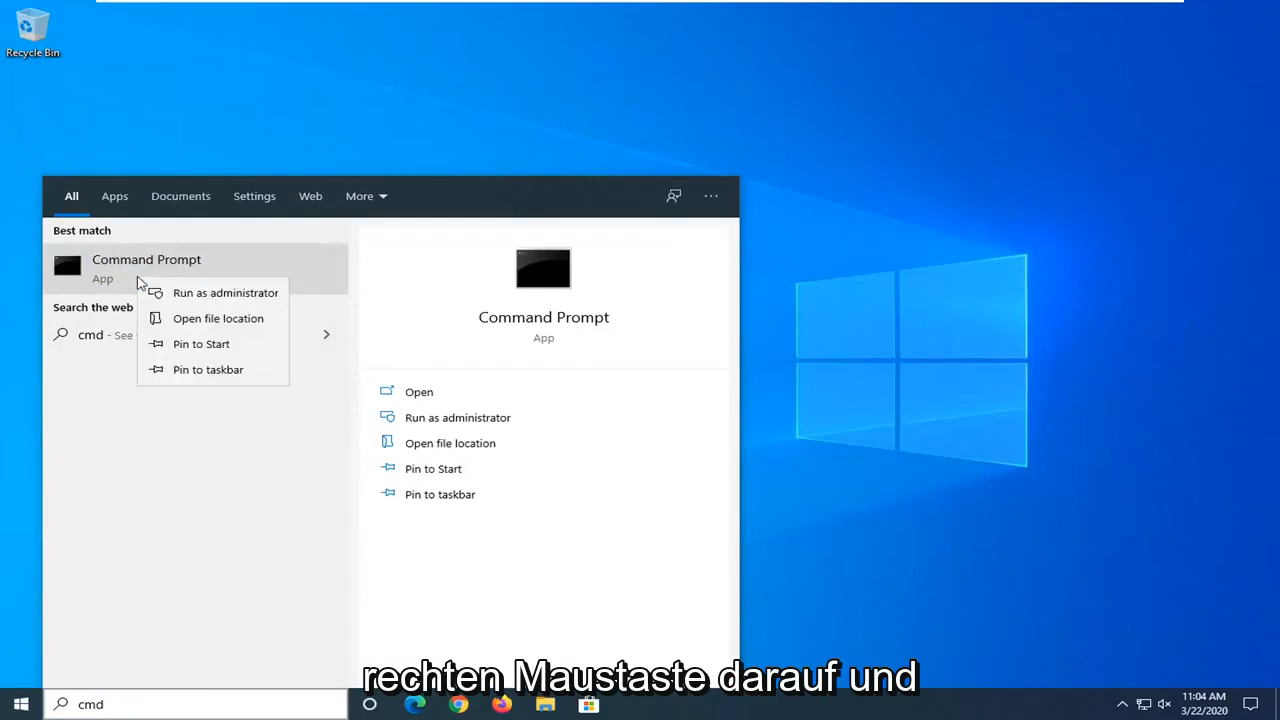 Recycle Bin
All Apps Documents Settings Web More
Best match
Command Prompt
App
Search the web
cmd - See
Run as administrator
Open file location
Pin to Start
Pin to taskbar
Command Prompt
App
Open
Run as administrator
Open file location
Pin to Start
Pin to taskbar
rechten Maustaste darauf und
cmd
11:04 AM
3/22/2020